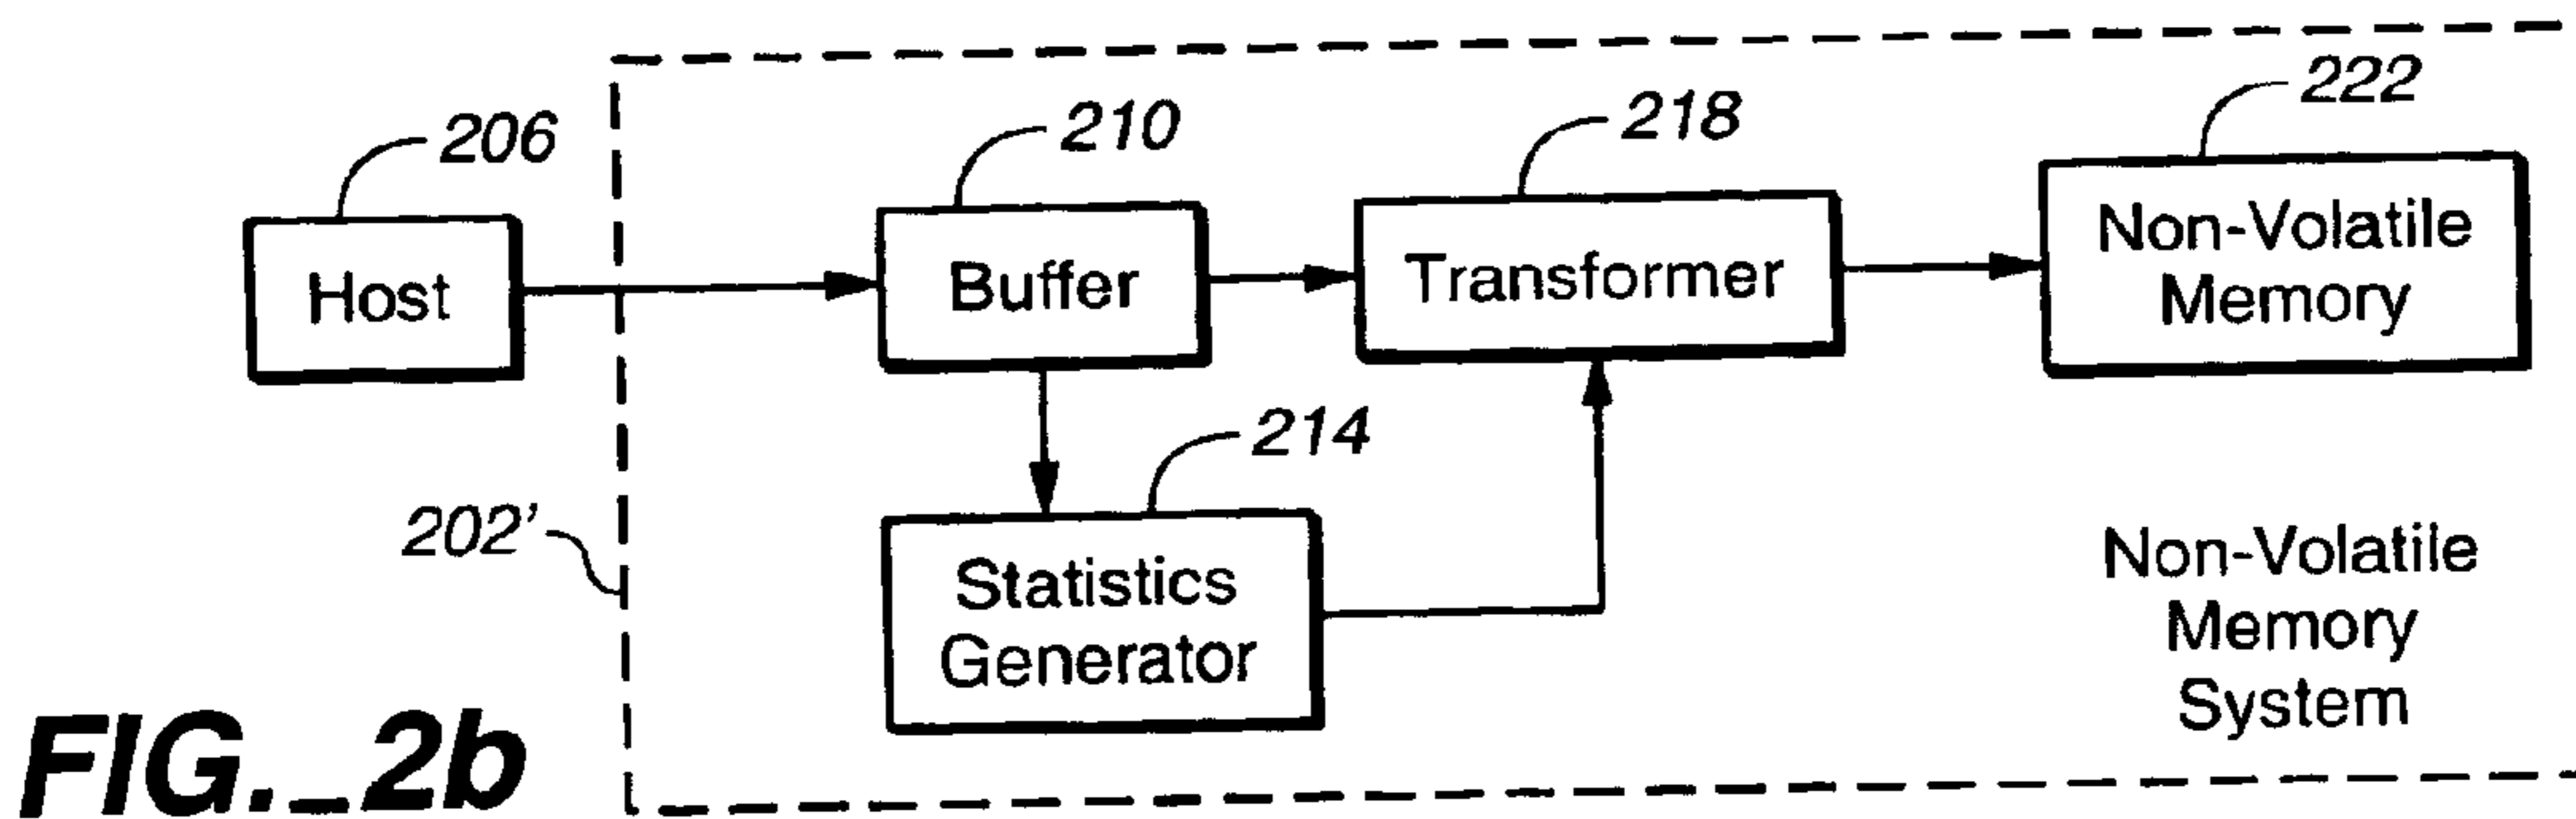 222
218
210
206
Host
Buffer
Transformer
Non-Volatile
Memory
214
202'
Statistics
Generator
Non-Volatile
Memory
System
FIG._2b